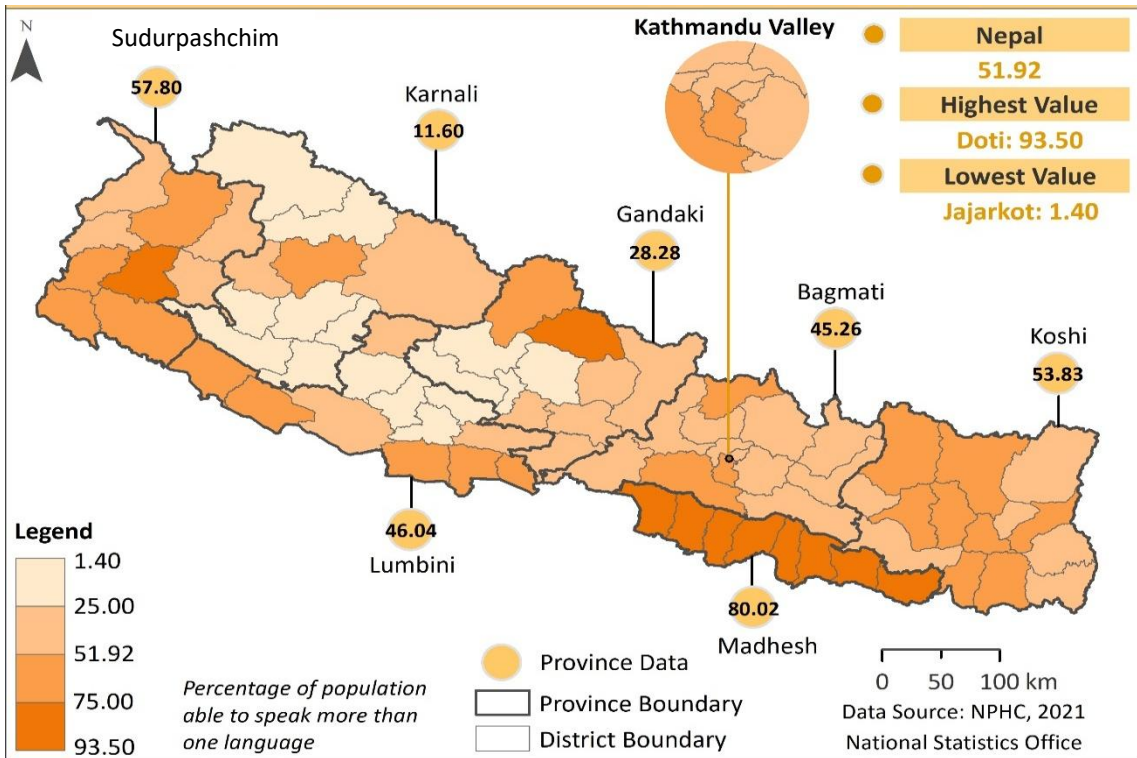 N
Sudurpashchim
57.80
Karnali
11.60
Kathmandu Valley
Gandaki
28.28
Bagmati
45.26
Koshi
53.83
Nepal
51.92
Highest Value
Doti: 93.50
Lowest Value
Jajarkot: 1.40
46.04
Lumbini
80.02
Madhesh
Legend
1.40
25.00
51.92
75.00
93.50
Percentage of population
able to speak more than
one language
Province Data
Province Boundary
District Boundary
0 50 100 km
Data Source: NPHC, 2021
National Statistics Office